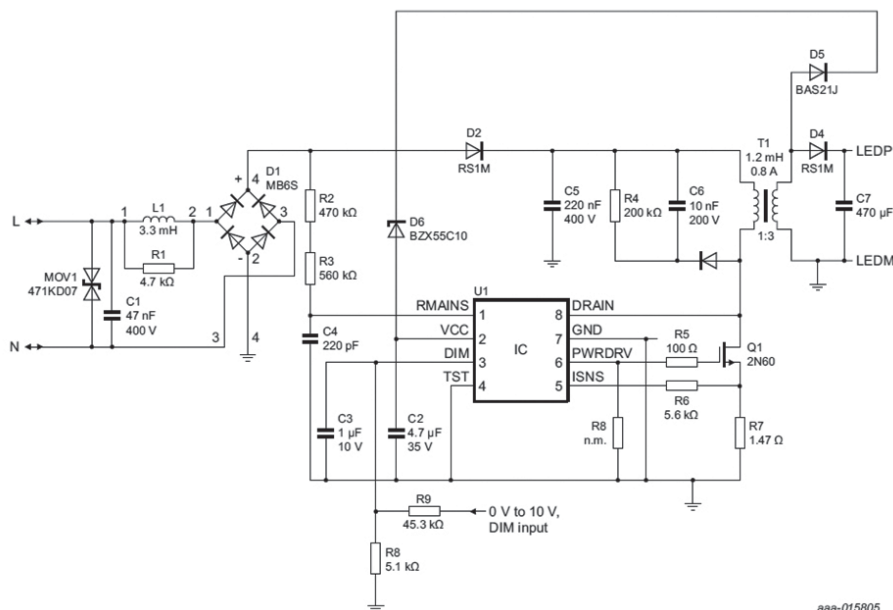 D5
BAS21J
D2
RS1M
T1
1.2 mH
0.8 A
D4
RS1M
LEDP
+
4
D1
MB6S
R2
470 kΩ
C5
220 nF
400 V
R4
200 kΩ
C6
10 nF
200 V
C7
470 µF
1:3
L
1
L1
2
3.3 mH
1
3
R1
4.7 kΩ
-
2
D6
BZX55C10
LEDM
MOV1
471KD07
C1
47 nF
400 V
R3
560 kΩ
U1
N
3
4
RMAINS
1
8
DRAIN
C4
220 pF
VCC
2
IC
7
GND
DIM
3
6
PWRDRV
R5
100 Ω
Q1
2N60
TST
4
5
ISNS
R6
5.6 kΩ
C3
1 µF
10 V
C2
4.7 µF
35 V
R8
n.m.
R7
1.47 Ω
R9
45.3 kΩ
0 V to 10 V,
DIM input
R8
5.1 kΩ
aaa-015805